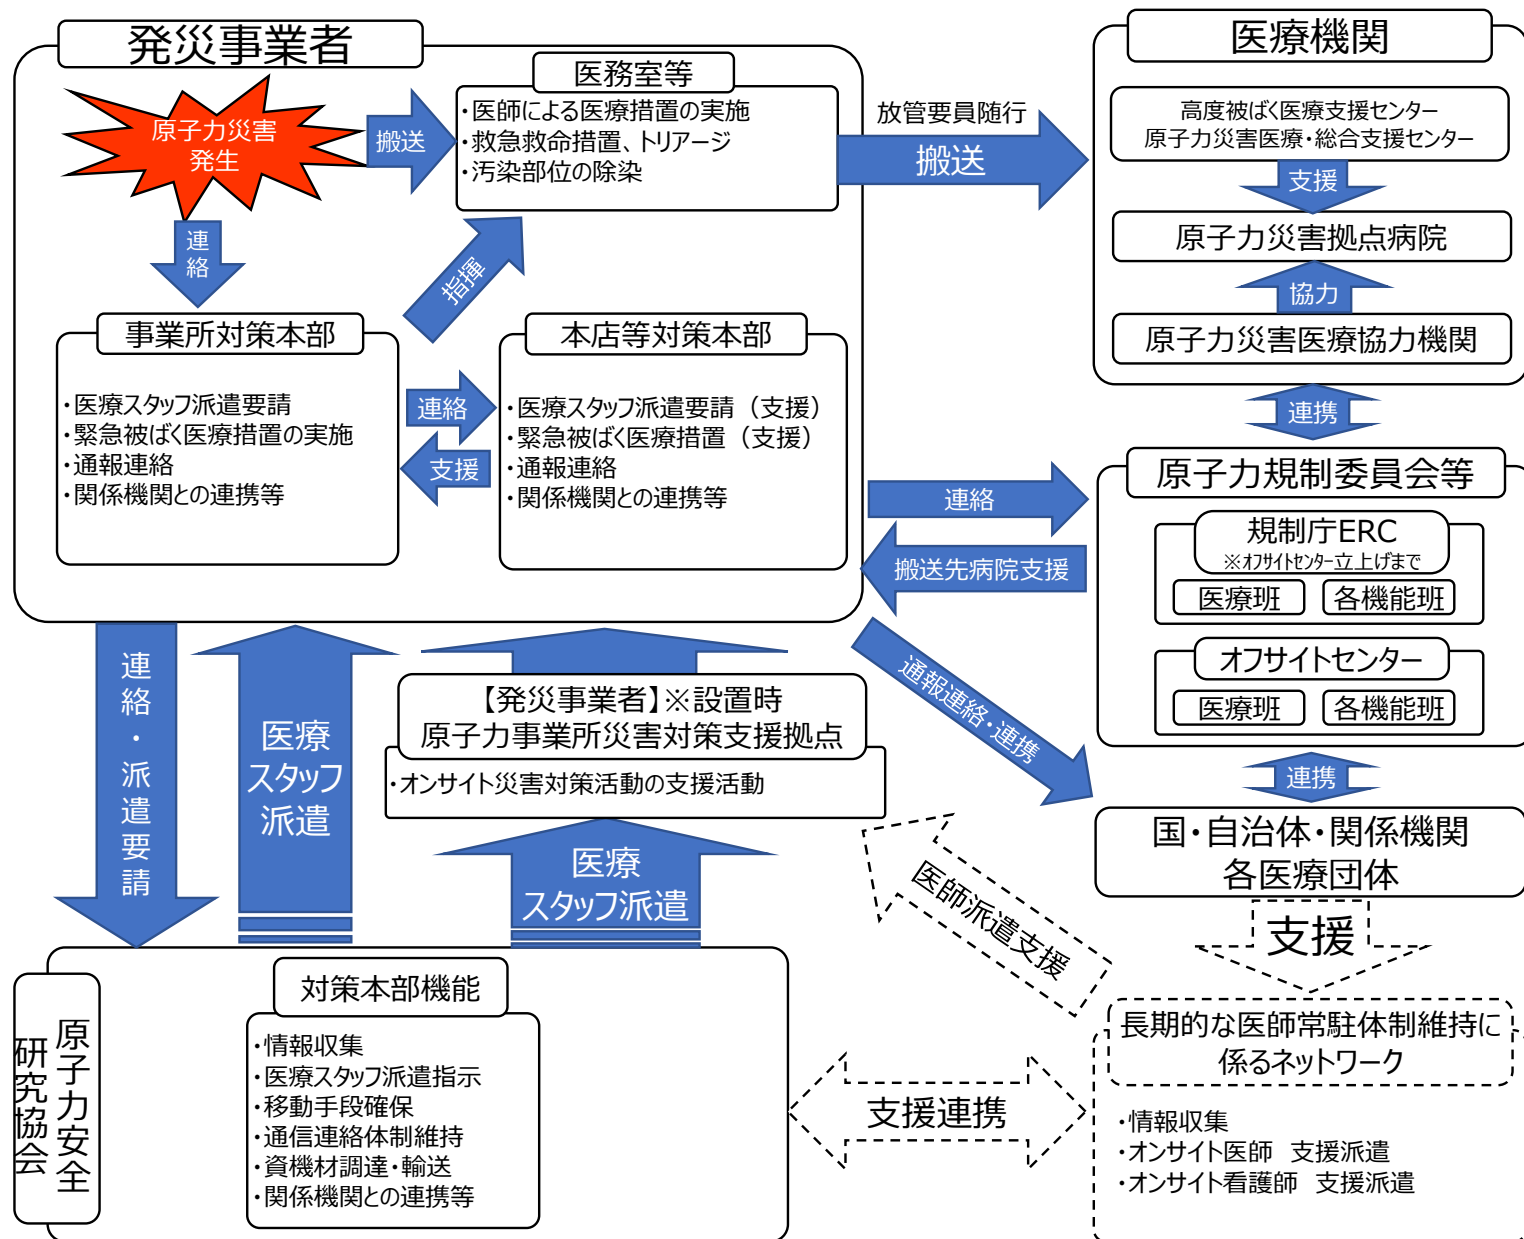 発災事業者
原子力災害
発生
搬送
医務室等
・医師による医療措置の実施
・救急救命措置、トリアージ
・汚染部位の除染
連絡
指揮
事業所対策本部
・医療スタッフ派遣要請
・緊急被ばく医療措置の実施
・通報連絡
・関係機関との連携等
連絡
支援
本店等対策本部
・医療スタッフ派遣要請（支援）
・緊急被ばく医療措置（支援）
・通報連絡
・関係機関との連携等
放管要員随行
搬送
医療機関
高度被ばく医療支援センター
原子力災害医療・総合支援センター
支援
原子力災害拠点病院
協力
原子力災害医療協力機関
連携
連絡
搬送先病院支援
原子力規制委員会等
規制庁ERC
※オフサイトセンター立上げまで
医療班
各機能班
オフサイトセンター
医療班
各機能班
通報連絡・連携
連携
国・自治体・関係機関
各医療団体
支援
連絡・派遣要請
医療
スタッフ
派遣
【発災事業者】※設置時
原子力事業所災害対策支援拠点
・オンサイト災害対策活動の支援活動
医療
スタッフ派遣
医師派遣支援
原子力安全
研究協会
対策本部機能
・情報収集
・医療スタッフ派遣指示
・移動手段確保
・通信連絡体制維持
・資機材調達・輸送
・関係機関との連携等
支援連携
長期的な医師常駐体制維持に
係るネットワーク
・情報収集
・オンサイト医師　支援派遣
・オンサイト看護師　支援派遣